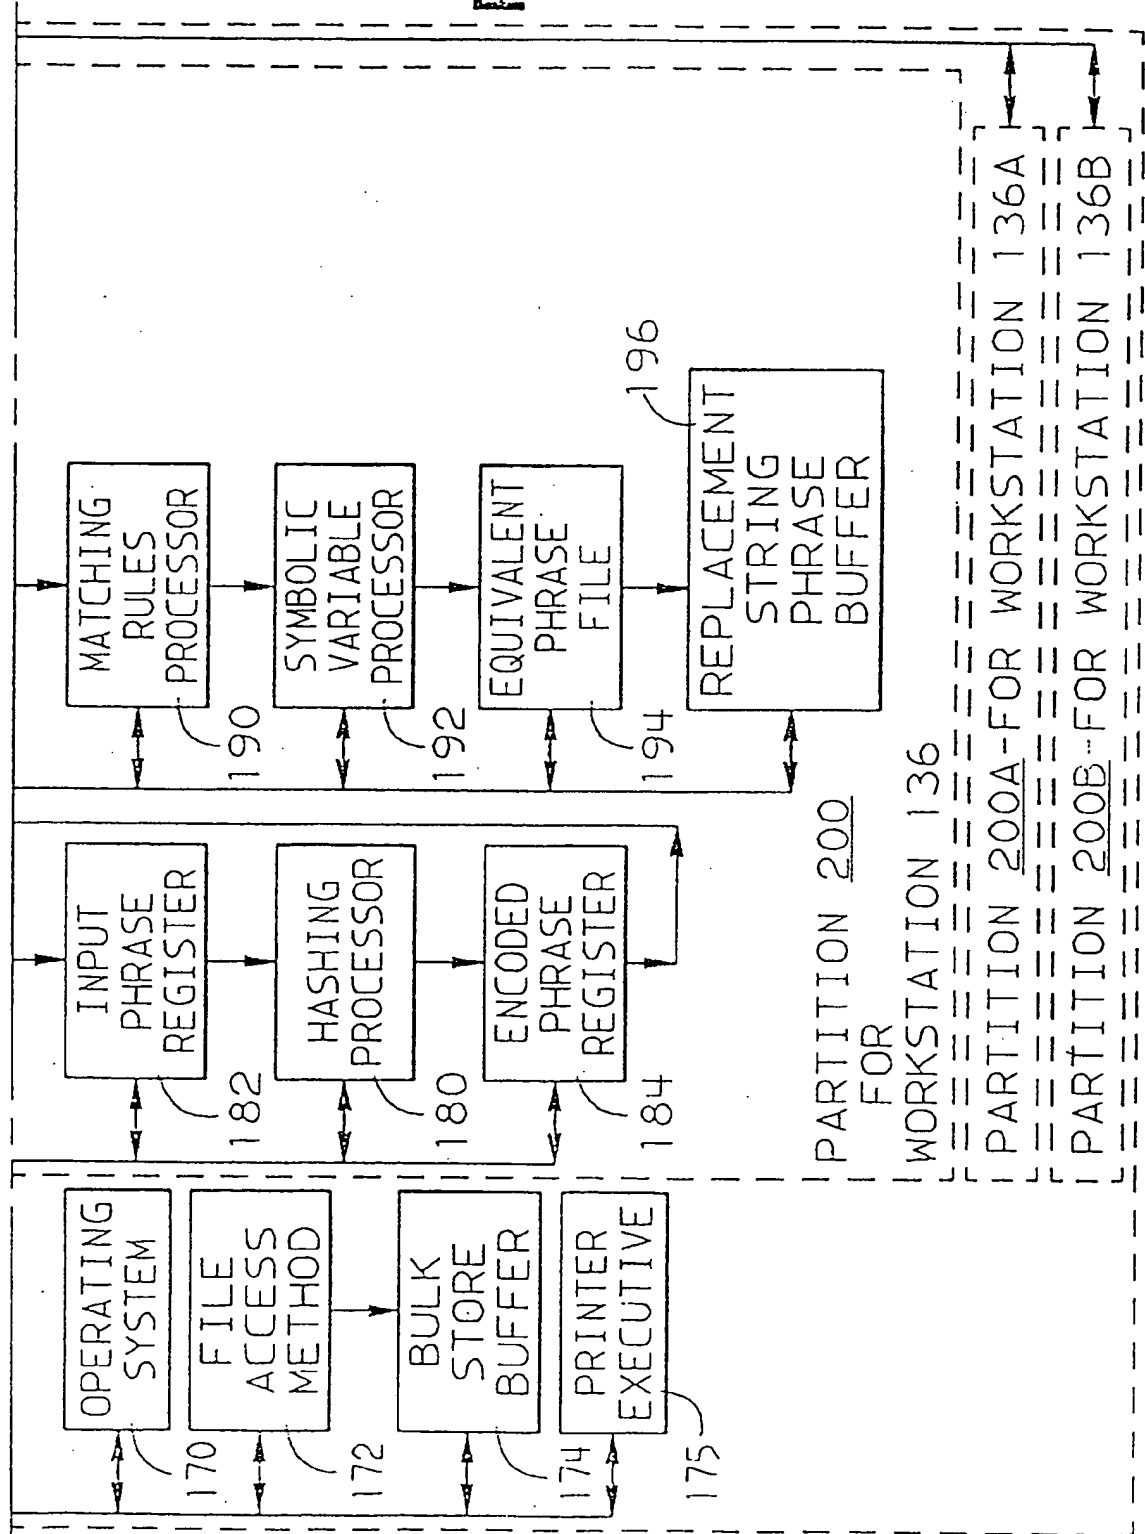 OPERATING
SYSTEM
170
FILE
ACCESS
METHOD
172
BULK
STORE
BUFFER
174
PRINTER
EXECUTIVE
175
INPUT
PHRASE
REGISTER
182
HASHING
PROCESSOR
180
ENCODED
PHRASE
REGISTER
184
MATCHING
RULES
PROCESSOR
190
SYMBOLIC
VARIABLE
PROCESSOR
192
EQUIVALENT
PHRASE
FILE
194
REPLACEMENT
STRING
PHRASE
BUFFER
196
PARTITION 200
FOR
WORKSTATION 136
PARTITION 200A-FOR WORKSTATION 136A
PARTITION 200B-FOR WORKSTATION 136B